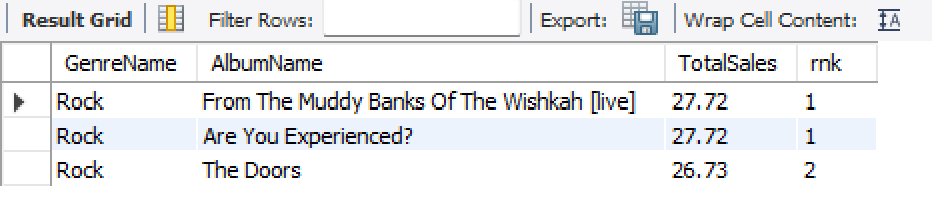 Result Grid Filter Rows: Export: Wrap Cell Content: IA
GenreName AlbumName TotalSales rnk
Rock From The Muddy Banks Of The Wishkah [live] 27.72 1
Rock Are You Experienced? 27.72 1
Rock The Doors 26.73 2